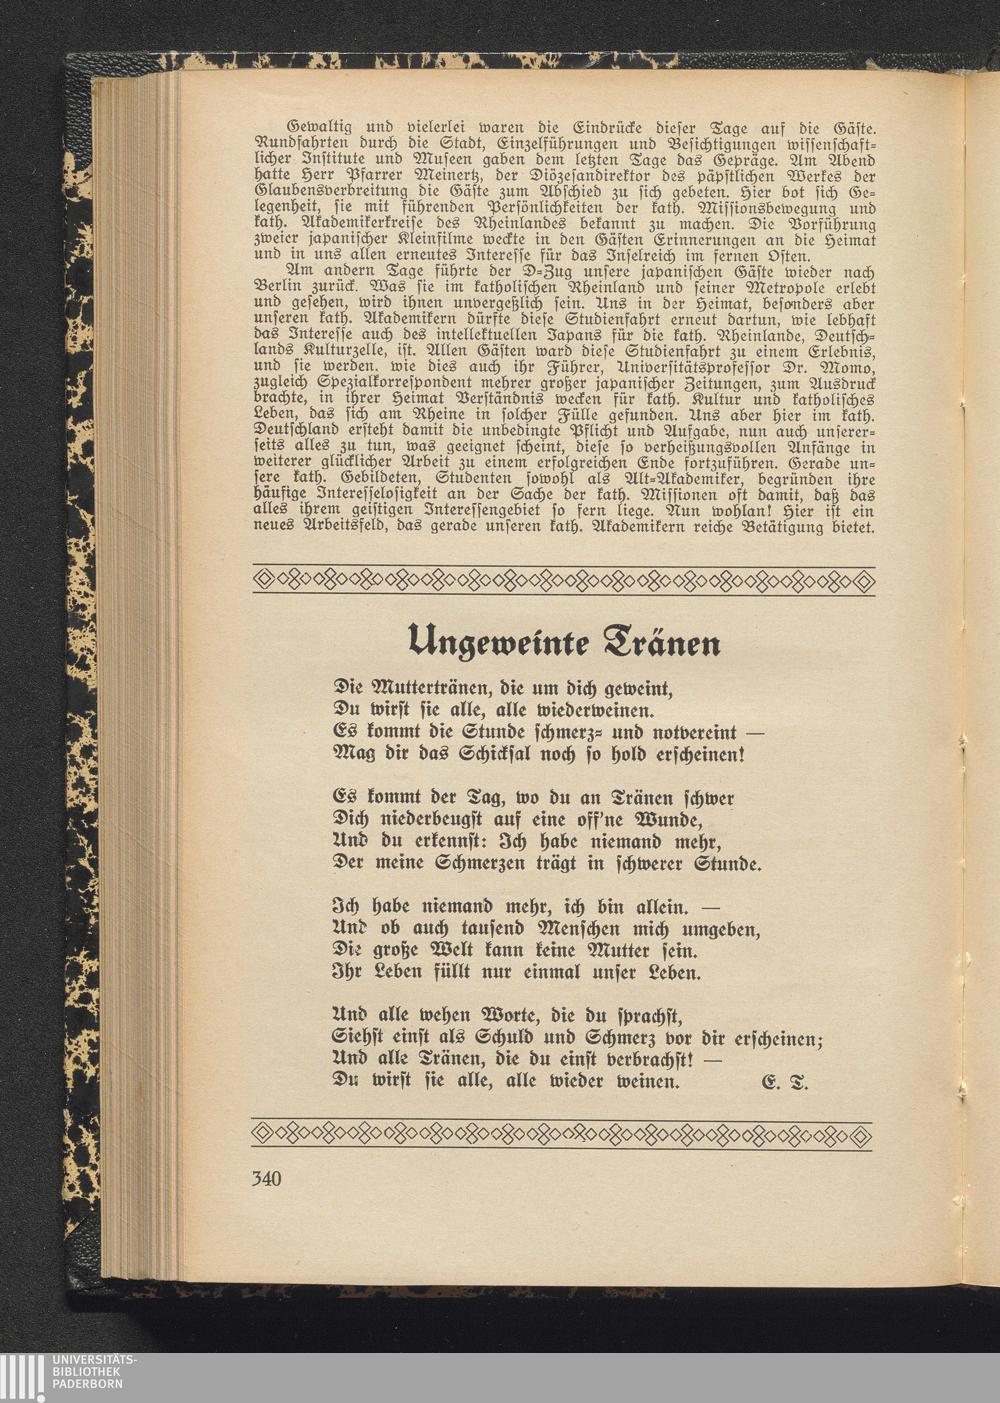 Gewaltig und vielerlei waren die Eindrücke dieser Tage auf die Gäste.
Rundfahrten durch die Stadt, Einzelführungen und Besichtigungen wissenschaft-
licher Institute und Museen gaben dem letzten Tage das Gepräge. Am Abend
hatte Herr Pfarrer Meinertz, der Diözesandirektor des päpstlichen Werkes der
Glaubensverbreitung die Gäste zum Abschied zu sich gebeten. Hier bot sich Ge-
legenheit, sie mit führenden Persönlichkeiten der kath. Missionsbewegung und
kath. Akademikerkreise des Rheinlandes bekannt zu machen. Die Vorführung
zweier japanischer Kleinfilme weckte in den Gästen Erinnerungen an die Heimat
und in uns allen erneutes Interesse für das Inselreich im fernen Osten.
Am andern Tage führte der D-Zug unsere japanischen Gäste wieder nach
Berlin zurück. Was sie im katholischen Rheinland und seiner Metropole erlebt
und gesehen, wird ihnen unvergeßlich sein. Uns in der Heimat, besonders aber
unseren kath. Akademikern dürfte diese Studienfahrt erneut dartun, wie lebhaft
das Interesse auch des intellektuellen Japans für die kath. Rheinlande, Deutsch-
lands Kulturzelle, ist. Allen Gästen ward diese Studienfahrt zu einem Erlebnis,
und sie werden. wie dies auch ihr Führer, Universitätsprofessor Dr. Momo,
zugleich Spezialkorrespondent mehrer großer japanischer Zeitungen, zum Ausdruck
brachte, in ihrer Heimat Verständnis wecken für kath. Kultur und katholisches
Leben, das sich am Rheine in solcher Fülle gefunden. Uns aber hier im kath.
Deutschland ersteht damit die unbedingte Pflicht und Aufgabe, nun auch unserer-
seits alles zu tun, was geeignet scheint, diese so verheißungsvollen Anfänge in
weiterer glücklicher Arbeit zu einem erfolgreichen Ende fortzuführen. Gerade un-
sere kath. Gebildeten, Studenten sowohl als Alt-Akademiker, begründen ihre
häufige Interesselosigkeit an der Sache der kath. Missionen oft damit, daß das
alles ihrem geistigen Interessengebiet so fern liege. Nun wohlan! Hier ist ein
neues Arbeitsfeld, das gerade unseren kath. Akademikern reiche Betätigung bietet.
Ungeweinte Tränen
Die Muttertränen, die um dich geweint,
Du wirst sie alle, alle wiederweinen.
Es kommt die Stunde schmerz- und notvereint —
Mag dir das Schicksal noch so hold erscheinen!
Es kommt der Tag, wo du an Tränen schwer
Dich niederbeugst auf eine off'ne Wunde,
Und du erkennst: Ich habe niemand mehr,
Der meine Schmerzen trägt in schwerer Stunde.
Ich habe niemand mehr, ich bin allein. —
Und ob auch tausend Menschen mich umgeben,
Die große Welt kann keine Mutter sein.
Ihr Leben füllt nur einmal unser Leben.
Und alle wehen Worte, die du sprachst,
Siehst einst als Schuld und Schmerz vor dir erscheinen;
Und alle Tränen, die du einst verbrachst! —
Du wirst sie alle, alle wieder weinen. E. T.
340
UNIVERSITÄTS-
BIBLIOTHEK
PADERBORN